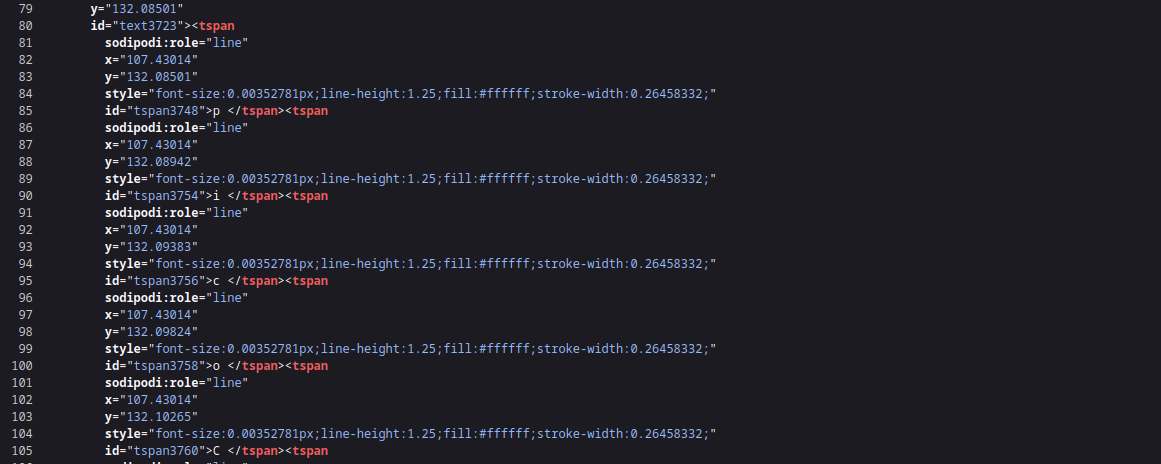 79 y="132.08501"
80 id="text3723"><tspan
81 sodipodi:role="line"
82 x="107.43014"
83 y="132.08501"
84 style="font-size:0.00352781px;line-height:1.25;fill:#ffffff;stroke-width:0.26458332;"
85 id="tspan3748">p </tspan><tspan
86 sodipodi:role="line"
87 x="107.43014"
88 y="132.08942"
89 style="font-size:0.00352781px;line-height:1.25;fill:#ffffff;stroke-width:0.26458332;"
90 id="tspan3754">i </tspan><tspan
91 sodipodi:role="line"
92 x="107.43014"
93 y="132.09383"
94 style="font-size:0.00352781px;line-height:1.25;fill:#ffffff;stroke-width:0.26458332;"
95 id="tspan3756">c </tspan><tspan
96 sodipodi:role="line"
97 x="107.43014"
98 y="132.09824"
99 style="font-size:0.00352781px;line-height:1.25;fill:#ffffff;stroke-width:0.26458332;"
100 id="tspan3758">o </tspan><tspan
101 sodipodi:role="line"
102 x="107.43014"
103 y="132.10265"
104 style="font-size:0.00352781px;line-height:1.25;fill:#ffffff;stroke-width:0.26458332;"
105 id="tspan3760">C </tspan><tspan